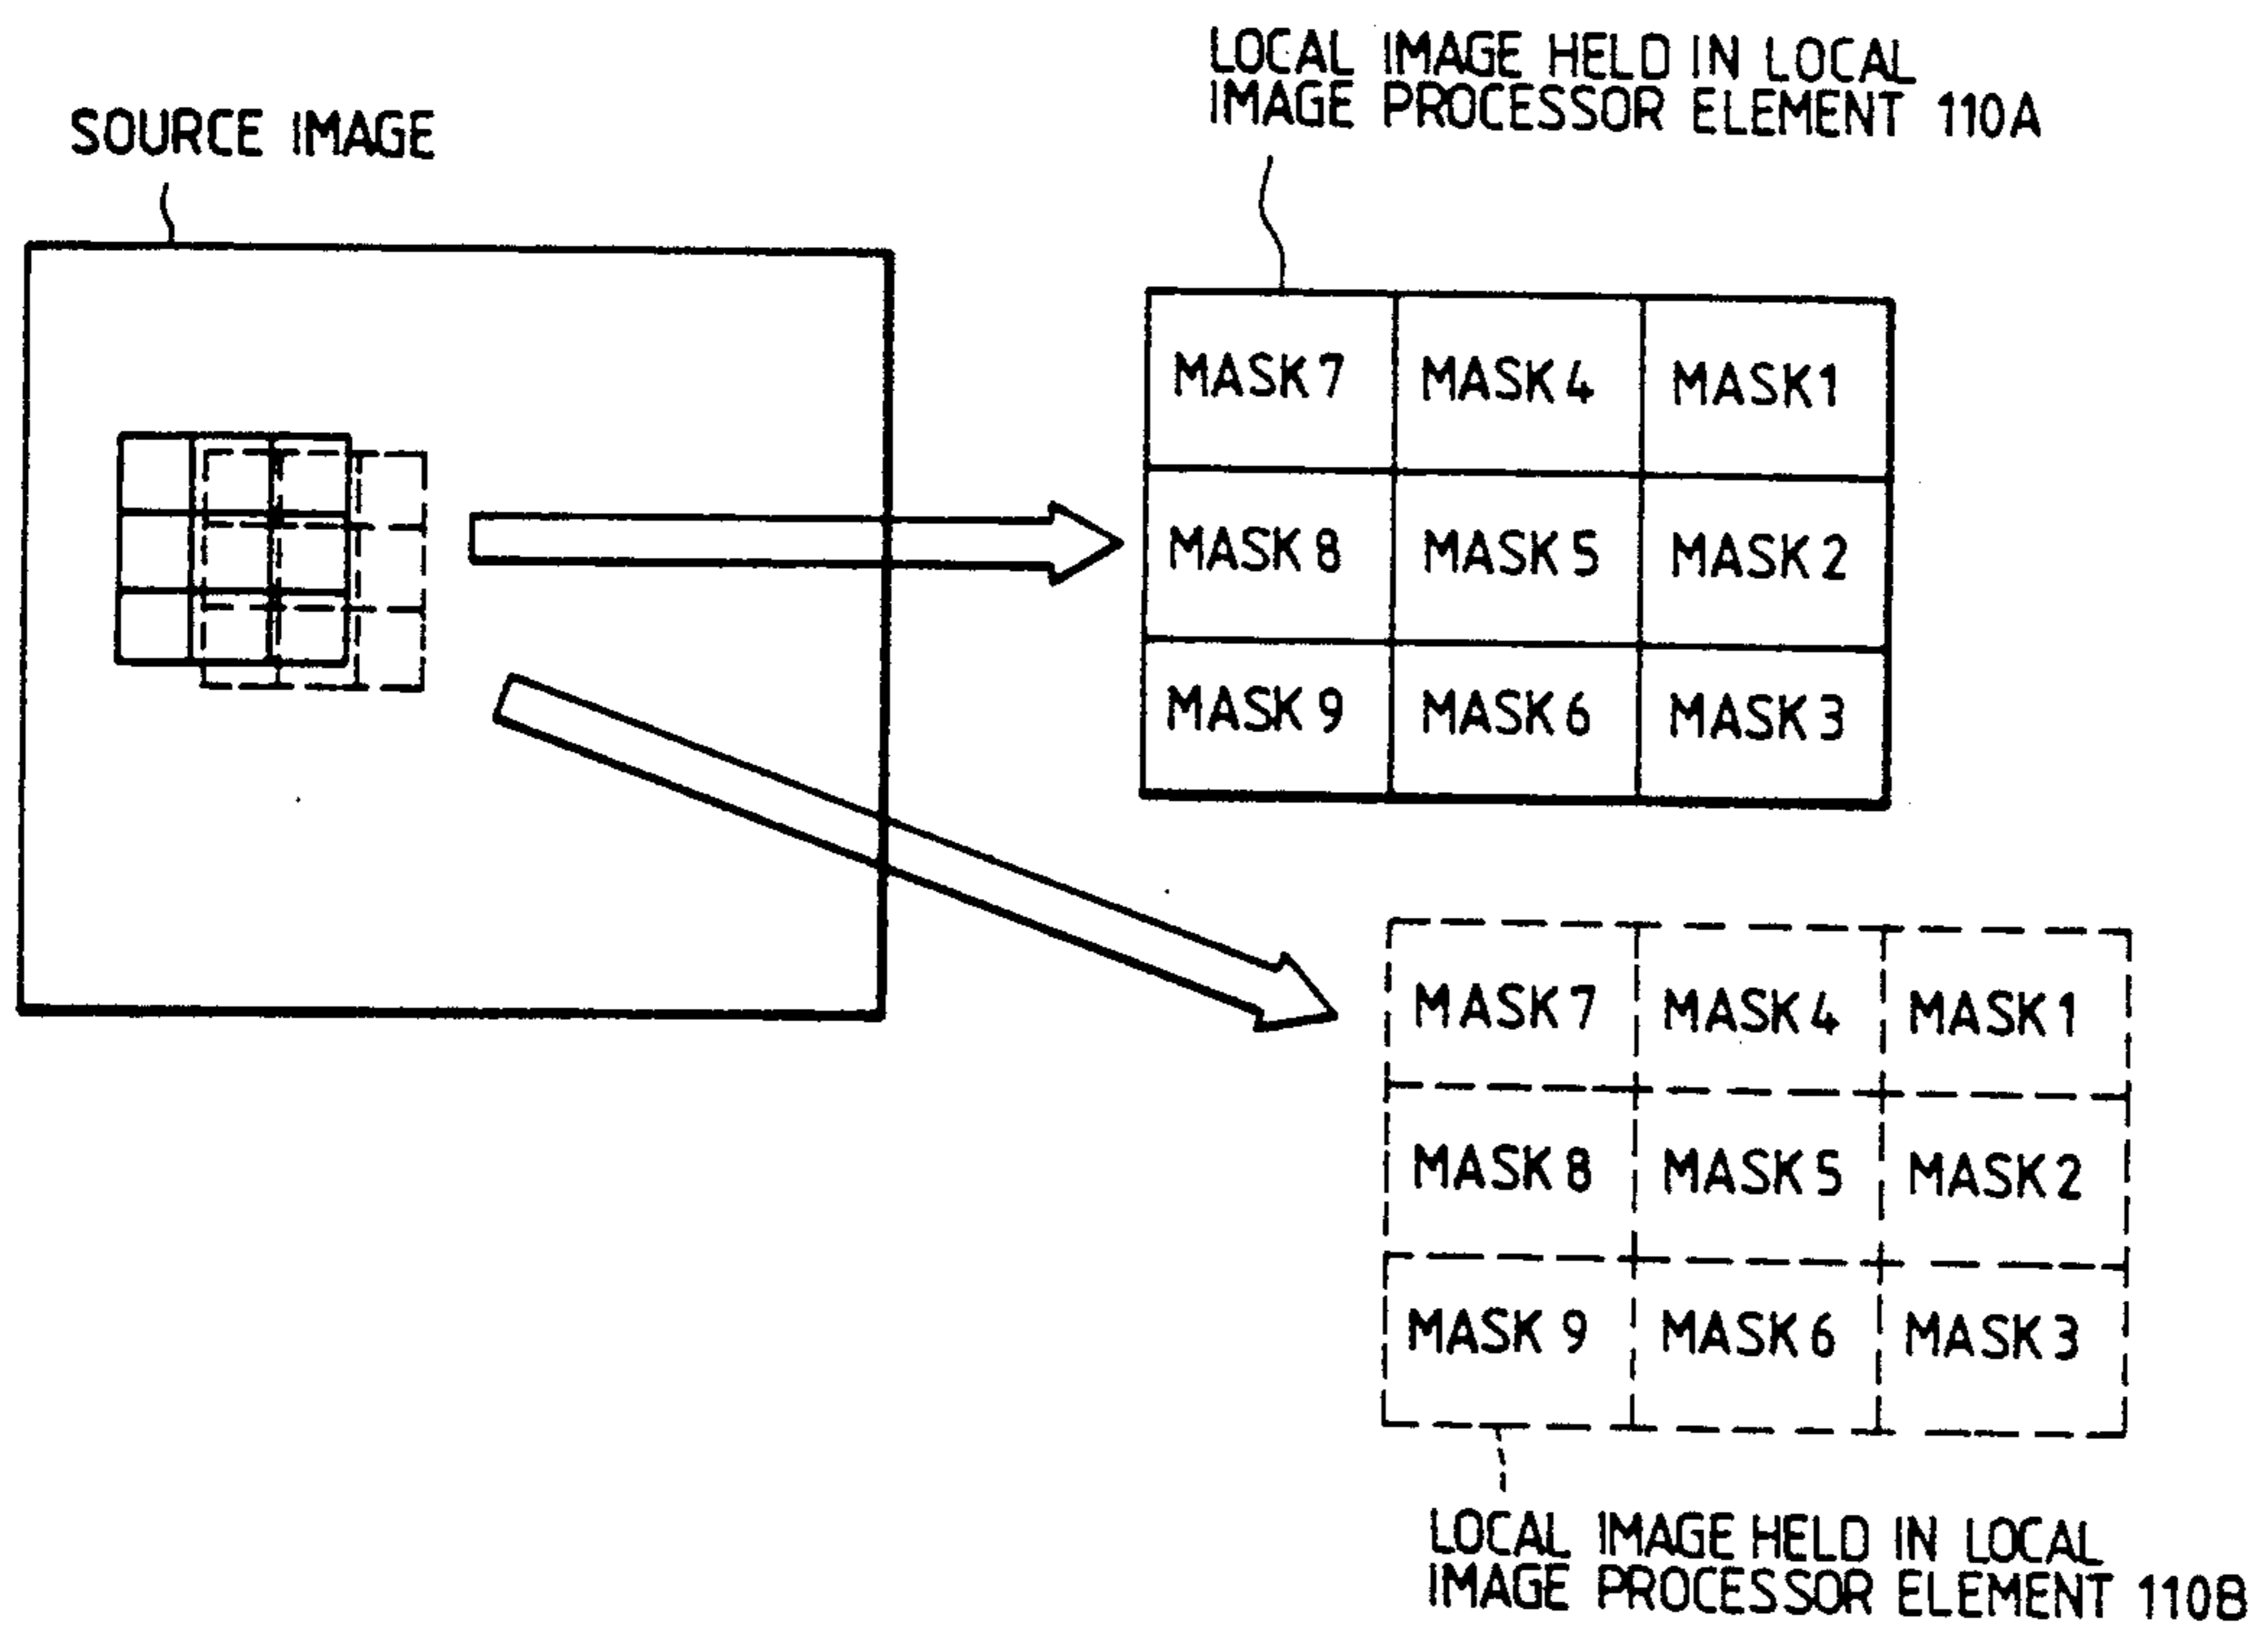 SOURCE IMAGE
LOCAL IMAGE HELD IN LOCAL
IMAGE PROCESSOR ELEMENT 110A
MASK 7 MASK 4 MASK 1
MASK 8 MASK 5 MASK 2
MASK 9 MASK 6 MASK 3
MASK 7 MASK 4 MASK 1
MASK 8 MASK 5 MASK 2
MASK 9 MASK 6 MASK 3
LOCAL IMAGE HELD IN LOCAL
IMAGE PROCESSOR ELEMENT 110B